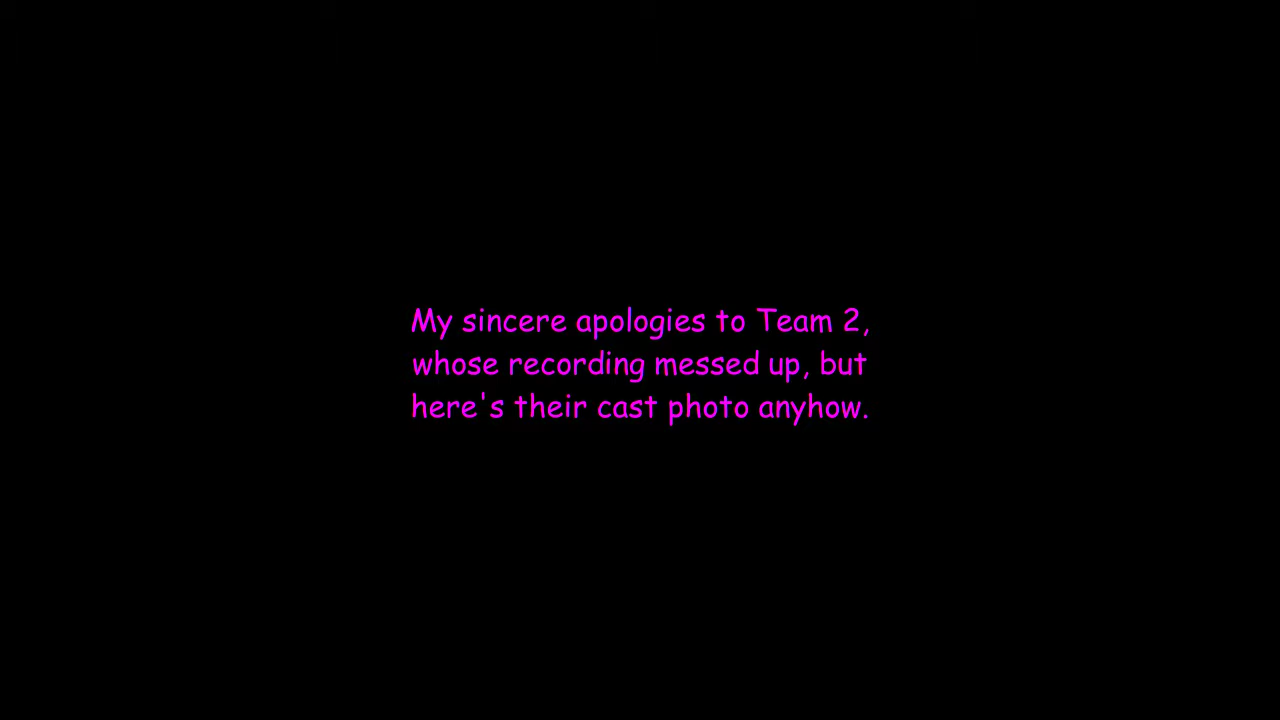 My sincere apologies to Team 2,
whose recording messed up, but
here's their cast photo anyhow.